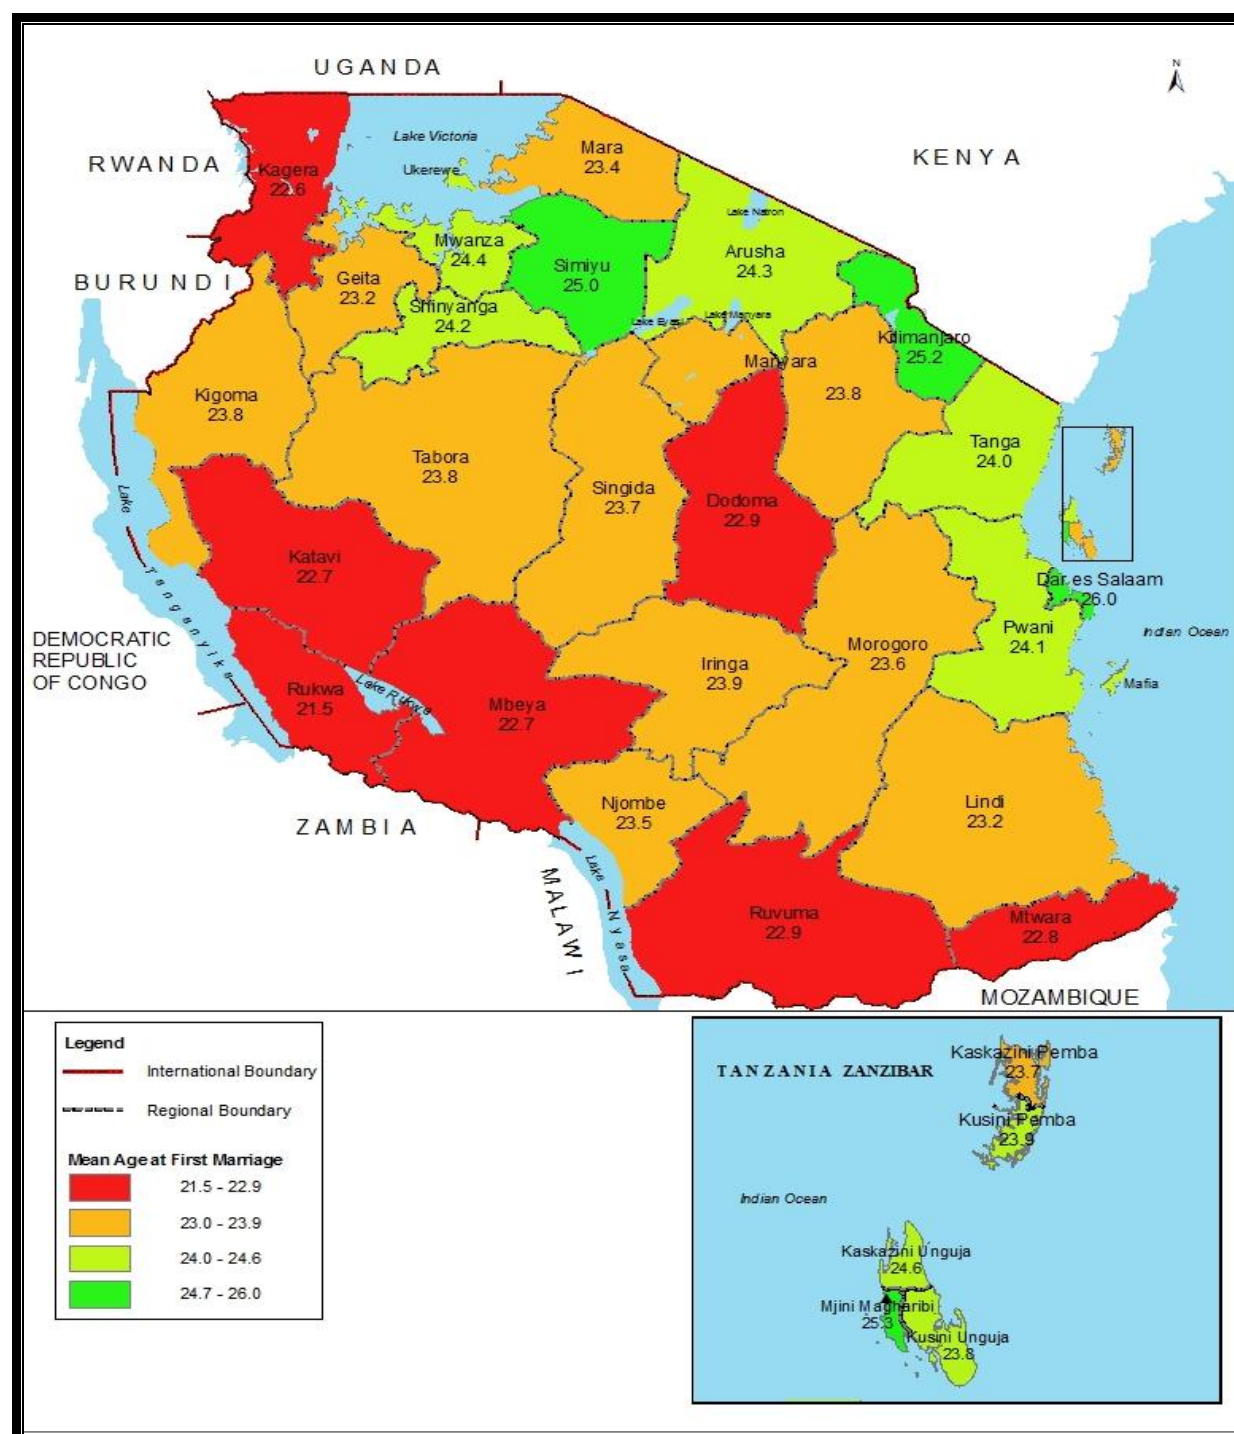 UGANDA
N
Lake Victoria
Mara
23.4
KENYA
RWANDA
Kagera
22.6
Ukerewe
Lake Natron
Mwanza
24.4
Arusha
24.3
Simiyu
25.0
BURUNDI
Geita
23.2
Shinyanga
24.2
Lake Eyasi
Lake Manyara
Kilimanjaro
25.2
Manyara
23.8
Kigoma
23.8
Tanga
24.0
Tabora
23.8
Singida
23.7
Dodoma
22.9
Lake Tanganyika
Katavi
22.7
Dar es Salaam
26.0
Indian Ocean
Pwani
24.1
DEMOCRATIC
REPUBLIC
OF CONGO
Morogoro
23.6
Iringa
23.9
Mafia
Rukwa
21.5
Lake Rukwa
Mbeya
22.7
Njombe
23.5
Lindi
23.2
ZAMBIA
MALAWI
Lake Nyasa
Ruvuma
22.9
Mtwara
22.8
MOZAMBIQUE
Legend
International Boundary
Regional Boundary
Mean Age at First Marriage
21.5 - 22.9
23.0 - 23.9
24.0 - 24.6
24.7 - 26.0
TANZANIA ZANZIBAR
Kaskazini Pemba
23.7
Kusini Pemba
23.9
Indian Ocean
Kaskazini Unguja
24.6
Mjini Magharibi
25.3
Kusini Unguja
23.8